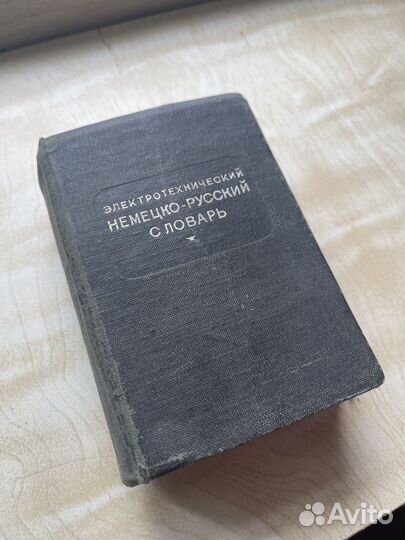 ЭЛЕКТРОТЕХНИЧЕСКИЙ
НЕМЕЦКО-РУССКИЙ
СЛОВАРЬ
Avito